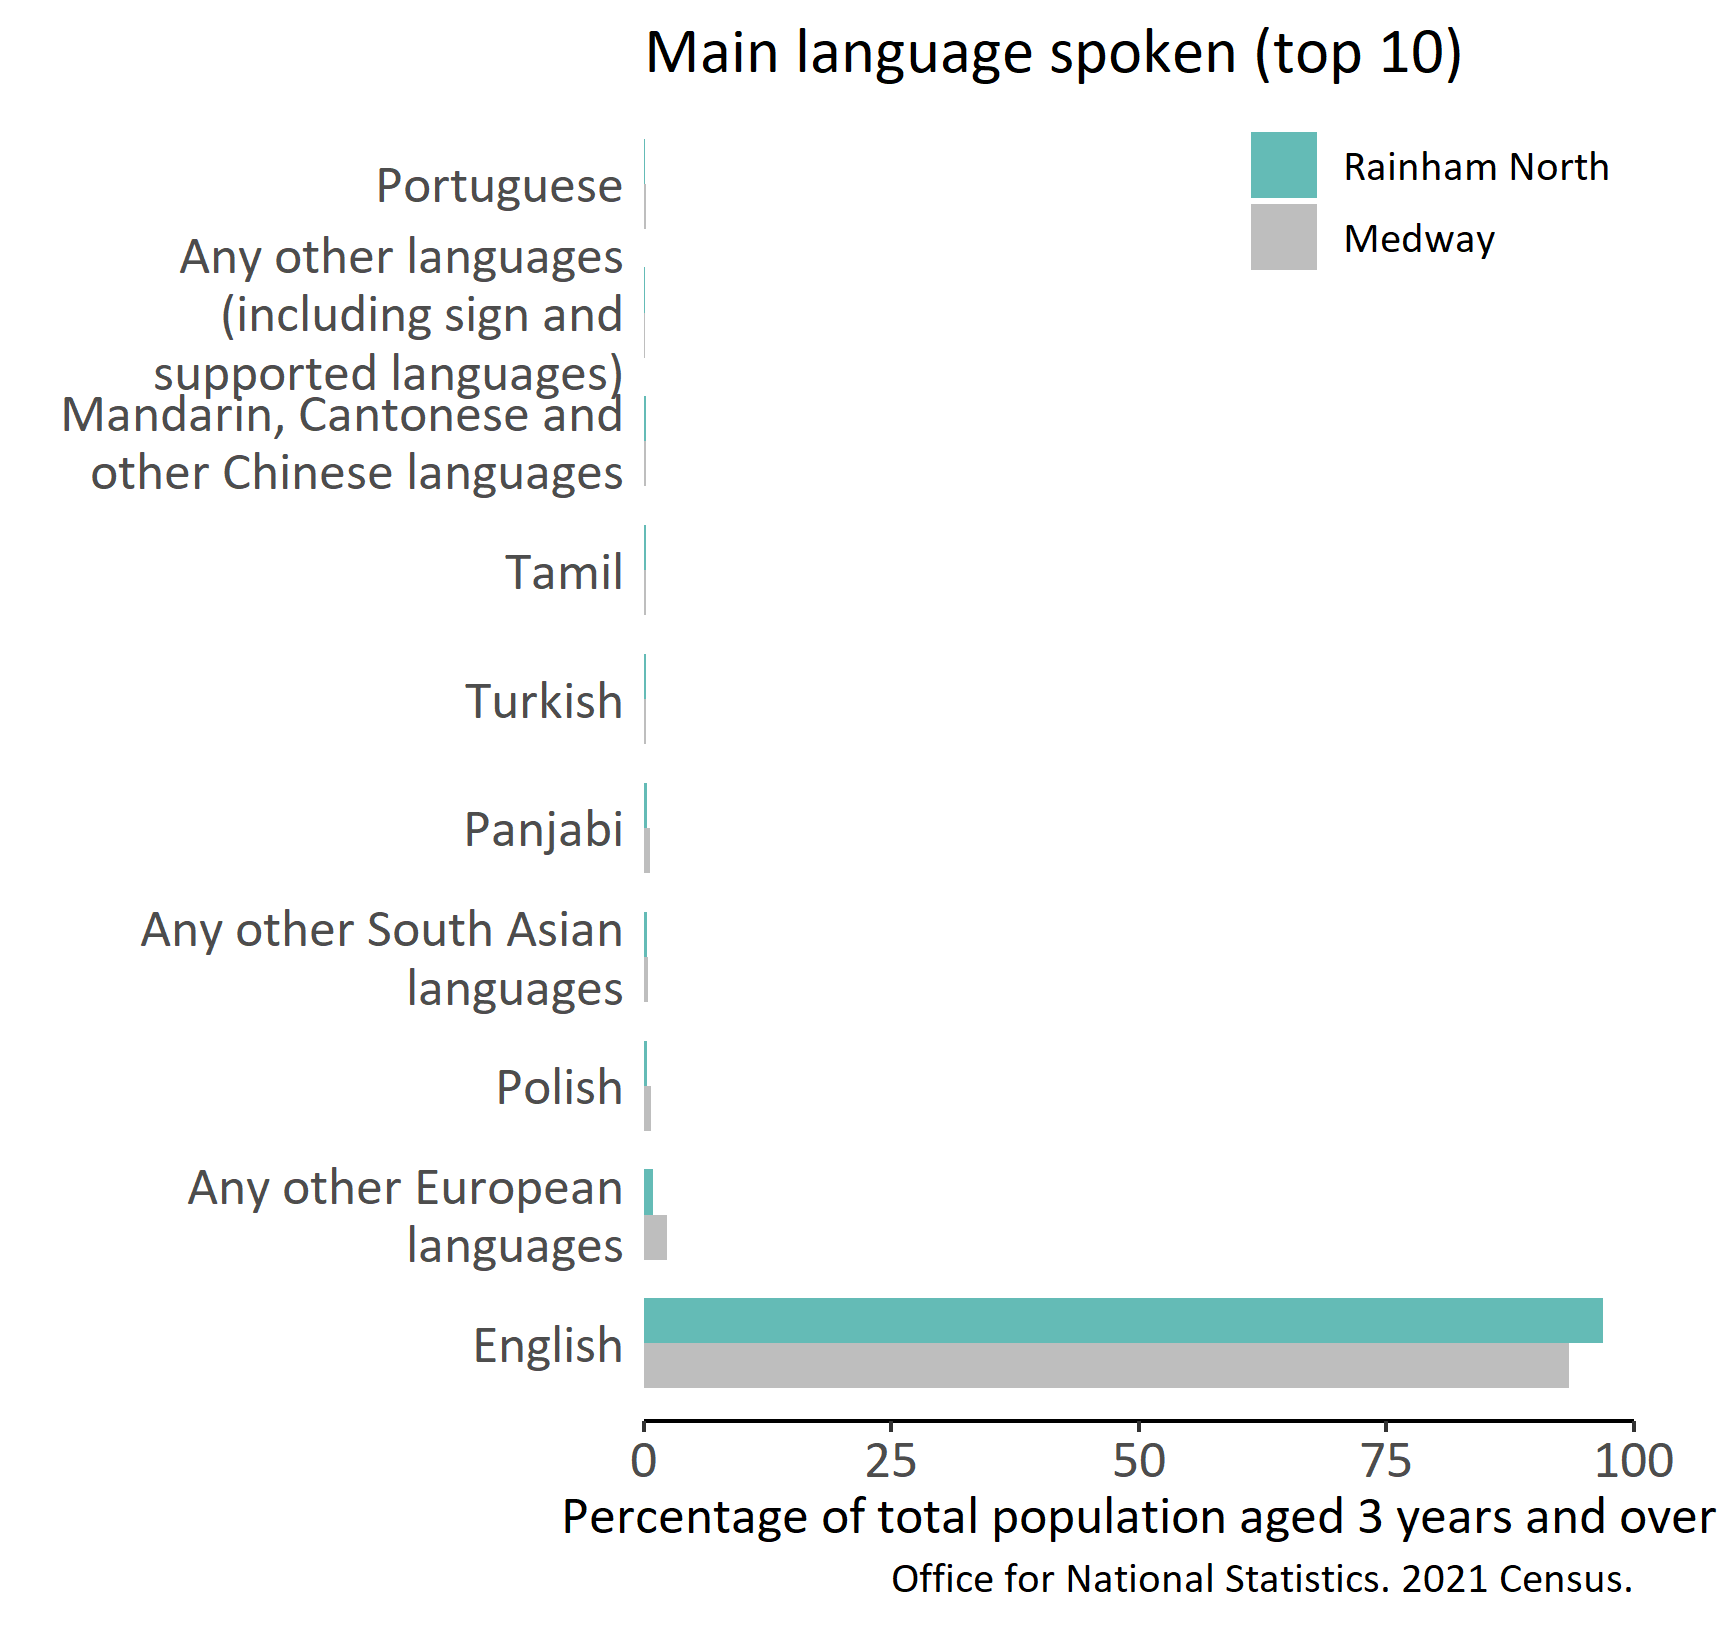 Main language spoken (top 10)
Rainham North
Medway
Portuguese
Any other languages
(including sign and
supported languages)
Mandarin, Cantonese and
other Chinese languages
Tamil
Turkish
Panjabi
Any other South Asian
languages
Polish
Any other European
languages
English
0 25 50 75 100
Percentage of total population aged 3 years and over
Office for National Statistics. 2021 Census.